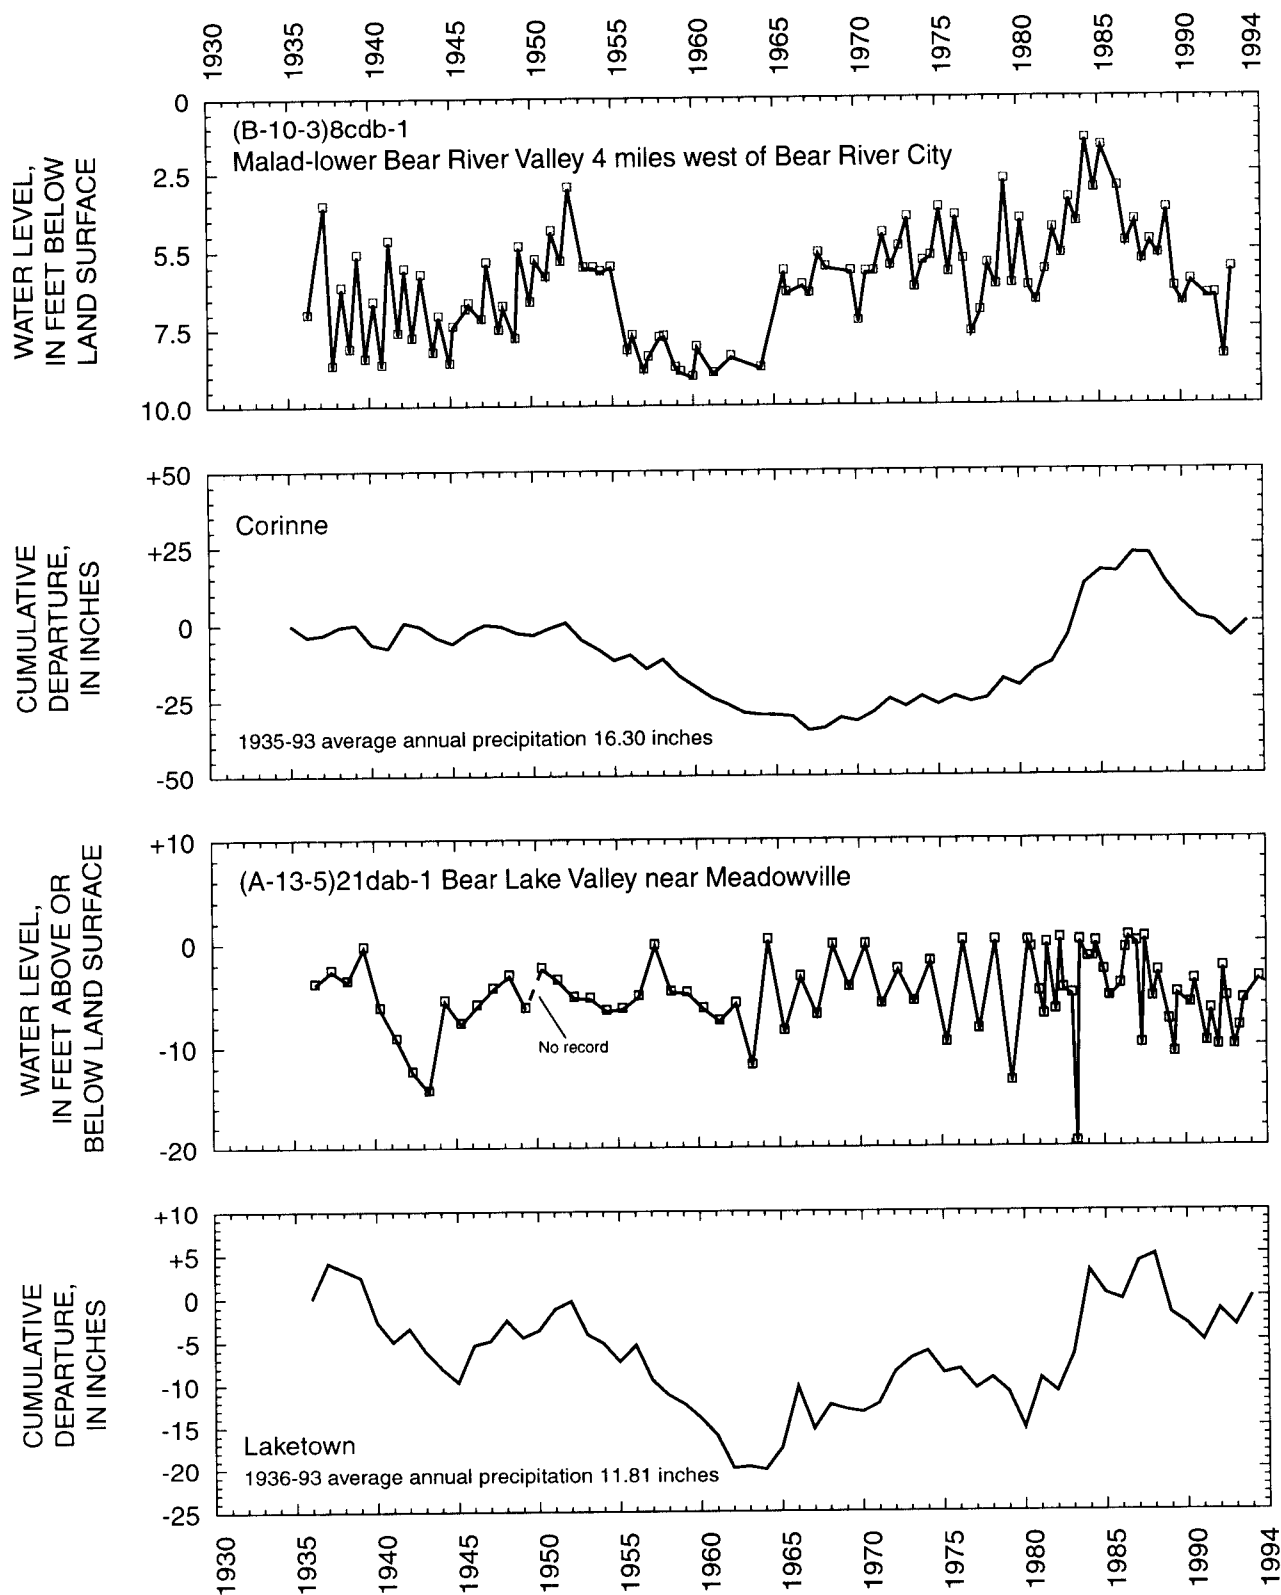 1930 1935 1940 1945 1950 1955 1960 1965 1970 1975 1980 1985 1990 1994
WATER LEVEL,
IN FEET BELOW
LAND SURFACE
0
2.5
5.5
7.5
10.0
(B-10-3)8cdb-1
Malad-lower Bear River Valley 4 miles west of Bear River City
CUMULATIVE
DEPARTURE,
IN INCHES
+50
+25
0
-25
-50
Corinne
1935-93 average annual precipitation 16.30 inches
WATER LEVEL,
IN FEET ABOVE OR
BELOW LAND SURFACE
+10
0
-10
-20
(A-13-5)21dab-1 Bear Lake Valley near Meadowville
No record
CUMULATIVE
DEPARTURE,
IN INCHES
+10
+5
0
-5
-10
-15
-20
-25
Laketown
1936-93 average annual precipitation 11.81 inches
1930 1935 1940 1945 1950 1955 1960 1965 1970 1975 1980 1985 1990 1994